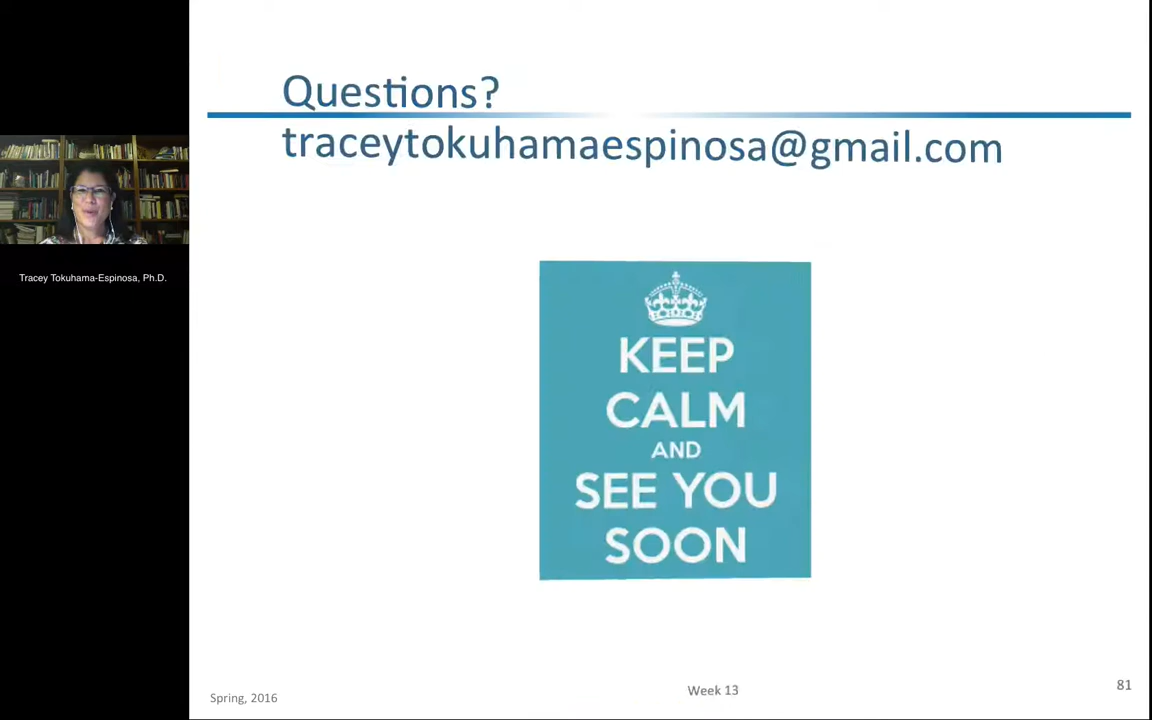 Questions?
traceytokuhamaespinosa@gmail.com
Tracey Tokuhama-Espinosa, Ph.D.
KEEP
CALM
AND
SEE YOU
SOON
Spring, 2016
Week 13
81